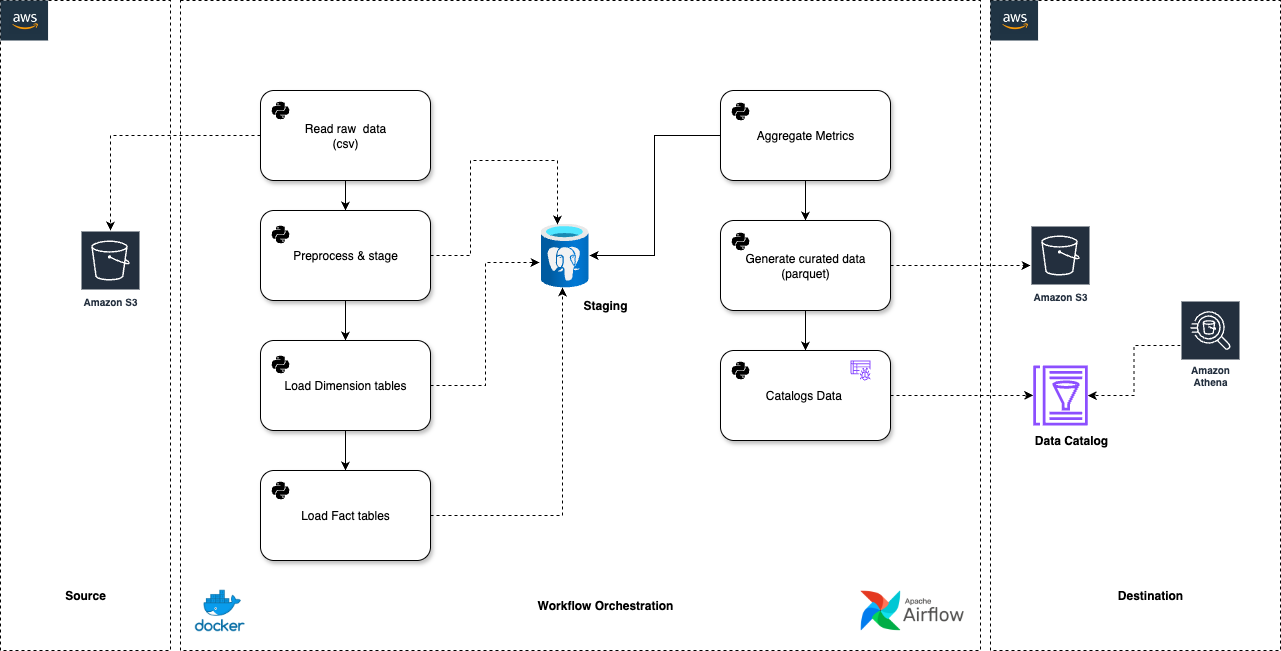 aws
aws
Read raw data
(csv)
Aggregate Metrics
Preprocess & stage
Generate curated data
(parquet)
Amazon S3
Staging
Amazon S3
Load Dimension tables
Catalogs Data
Amazon
Athena
Data Catalog
Load Fact tables
Source
docker
Workflow Orchestration
Apache
Airflow
Destination